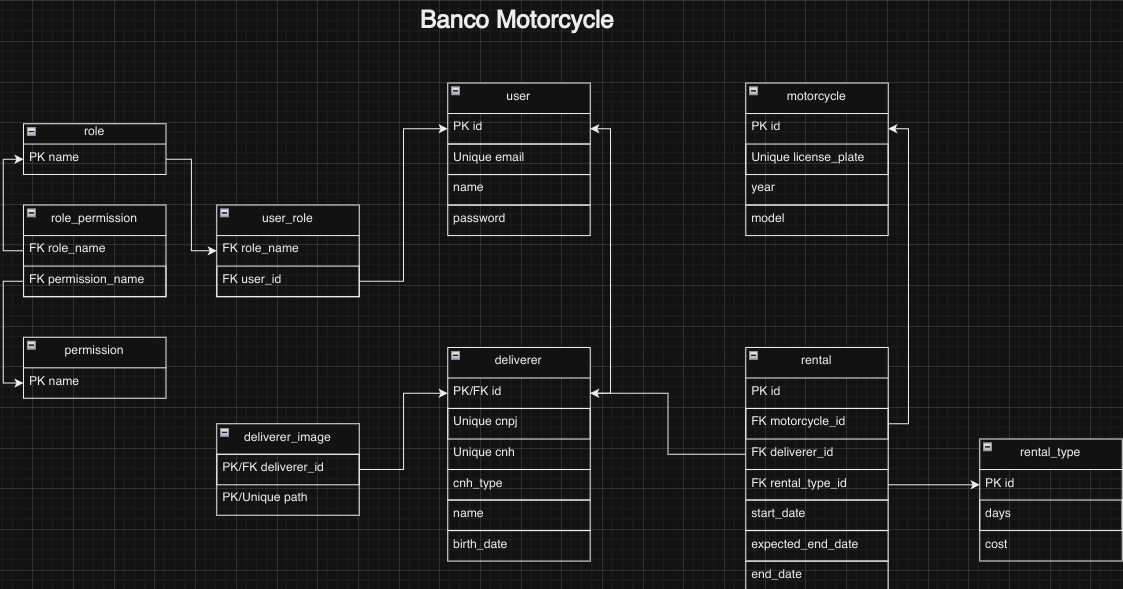 Banco Motorcycle
role
PK name
role_permission
FK role_name
FK permission_name
permission
PK name
user_role
FK role_name
FK user_id
deliverer_image
PK/FK deliverer_id
PK/Unique path
user
PK id
Unique email
name
password
deliverer
PK/FK id
Unique cnpj
Unique cnh
cnh_type
name
birth_date
motorcycle
PK id
Unique license_plate
year
model
rental
PK id
FK motorcycle_id
FK deliverer_id
FK rental_type_id
start_date
expected_end_date
end_date
rental_type
PK id
days
cost